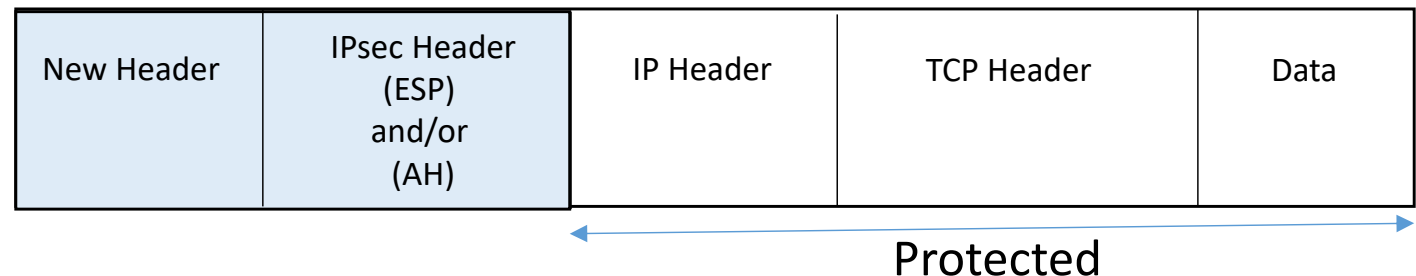 New Header
IPsec Header
(ESP)
and/or
(AH)
IP Header
TCP Header
Data
Protected